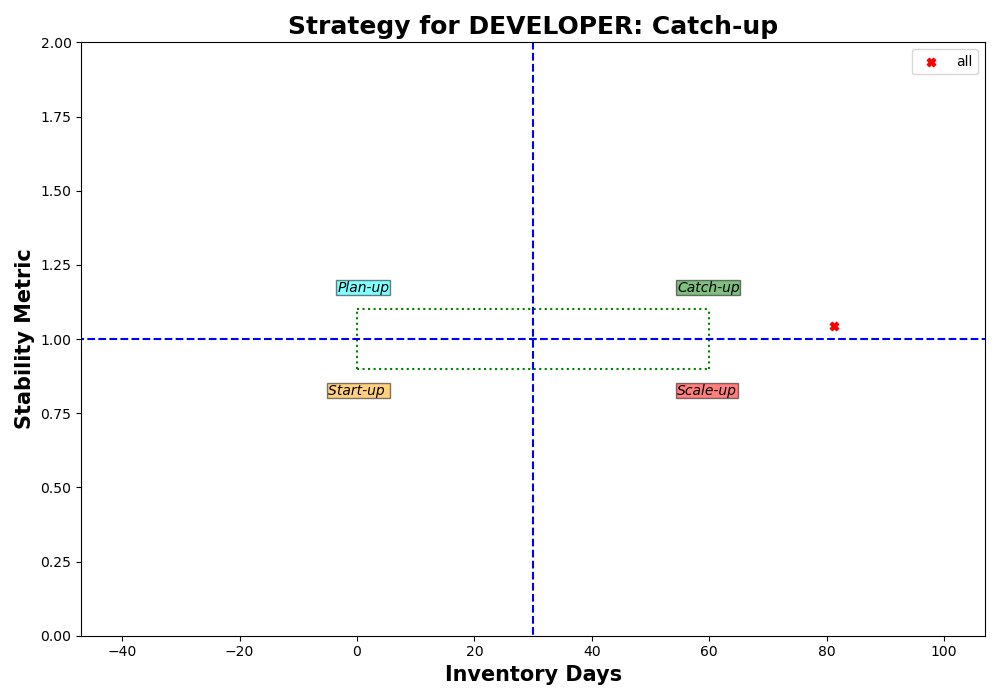 Strategy for DEVELOPER: Catch-up
all
2.00
1.75
1.50
1.25
1.00
0.75
0.50
0.25
0.00
Stability Metric
Plan-up
Catch-up
Start-up
Scale-up
−40
−20
0
20
40
60
80
100
Inventory Days